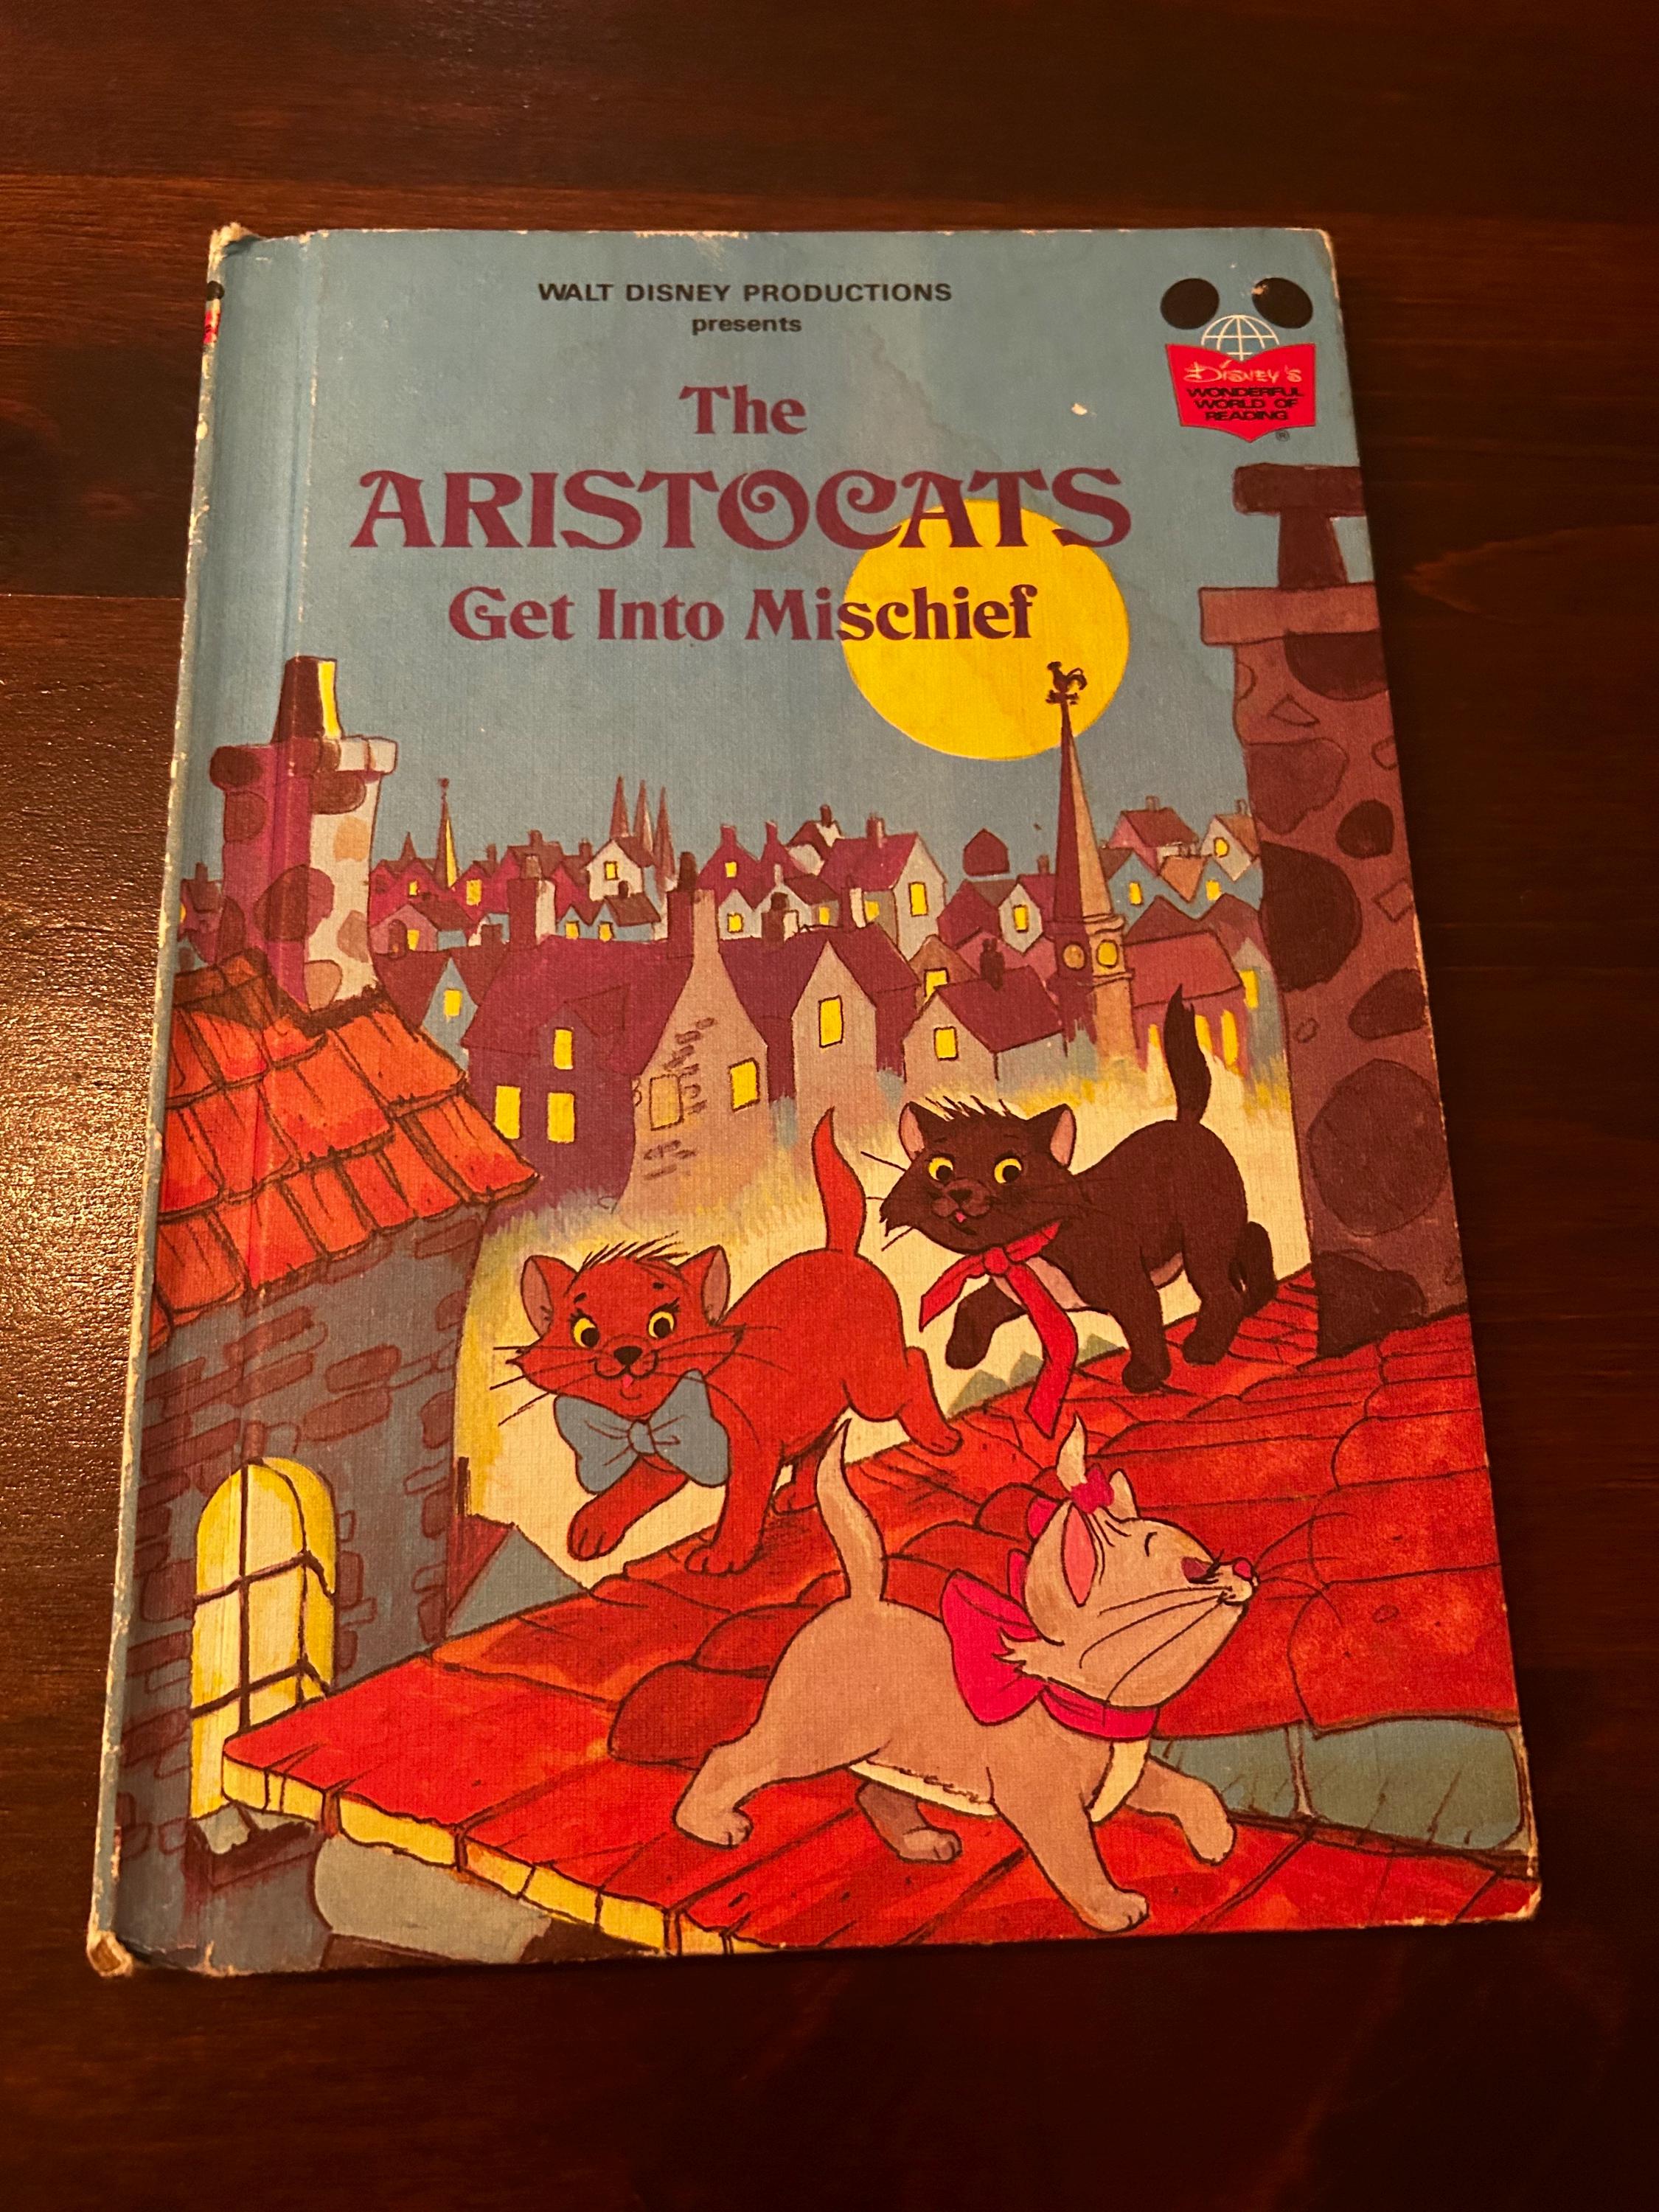 WALT DISNEY PRODUCTIONS
presents
The
ARISTOCATS
Get Into Mischief
DISNEY'S
WONDERFUL
WORLD OF
READING
®